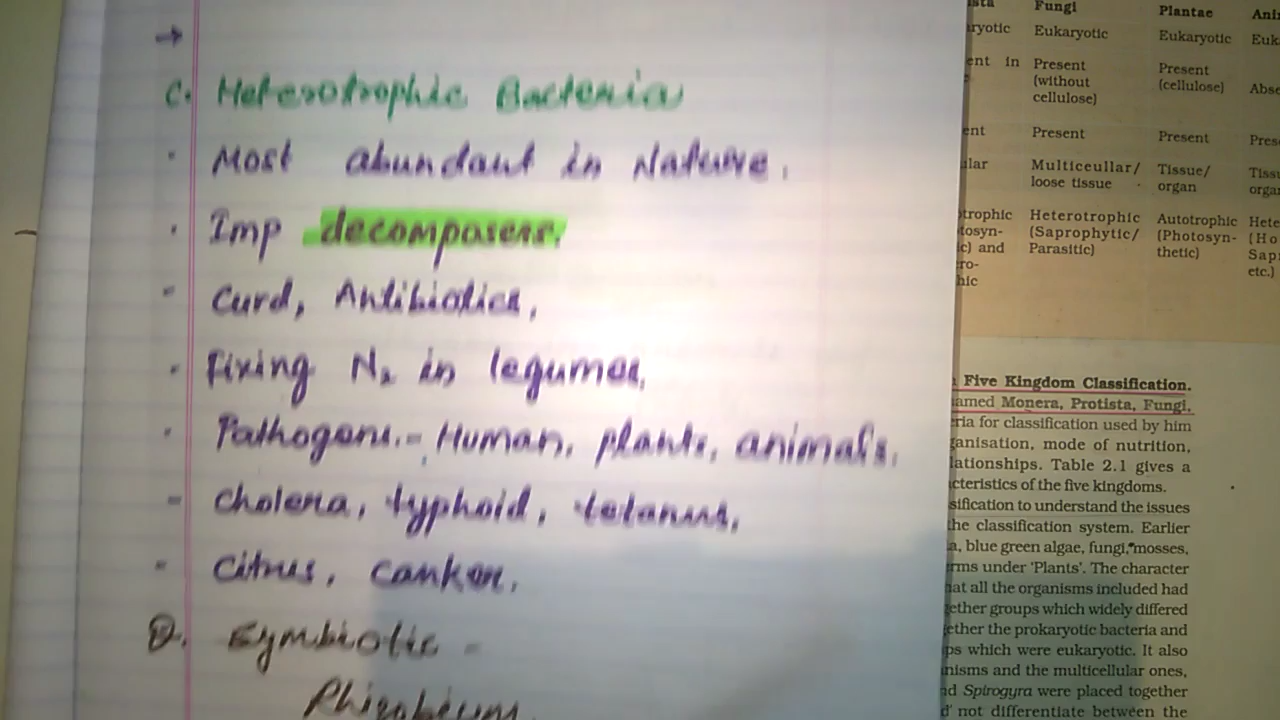 →
C. Heterotrophic Bacteria
· Most abundant in Nature.
· Imp decomposers.
- Curd, Antibiotics,
· Fixing N₂ in legumes,
· Pathogens.- Human, plants, animals.
- Cholera, typhoid, tetanus,
- Citrus, canker.
D. Symbiotic -
Rhizobium.
Fungi Plantae
Eukaryotic Eukaryotic
Present (without cellulose) Present (cellulose)
Present Present
Multiceullar/ loose tissue Tissue/ organ
Heterotrophic (Saprophytic/ Parasitic) Autotrophic (Photosyn- thetic)
etc.)
Five Kingdom Classification.
Monera, Protista, Fungi,
for classification used by him
mode of nutrition,
Table 2.1 gives a
of the five kingdoms.
to understand the issues
the classification system. Earlier
blue green algae, fungi, mosses,
under 'Plants'. The character
all the organisms included had
groups which widely differed
the prokaryotic bacteria and
which were eukaryotic. It also
and the multicellular ones,
Spirogyra were placed together
not differentiate between the